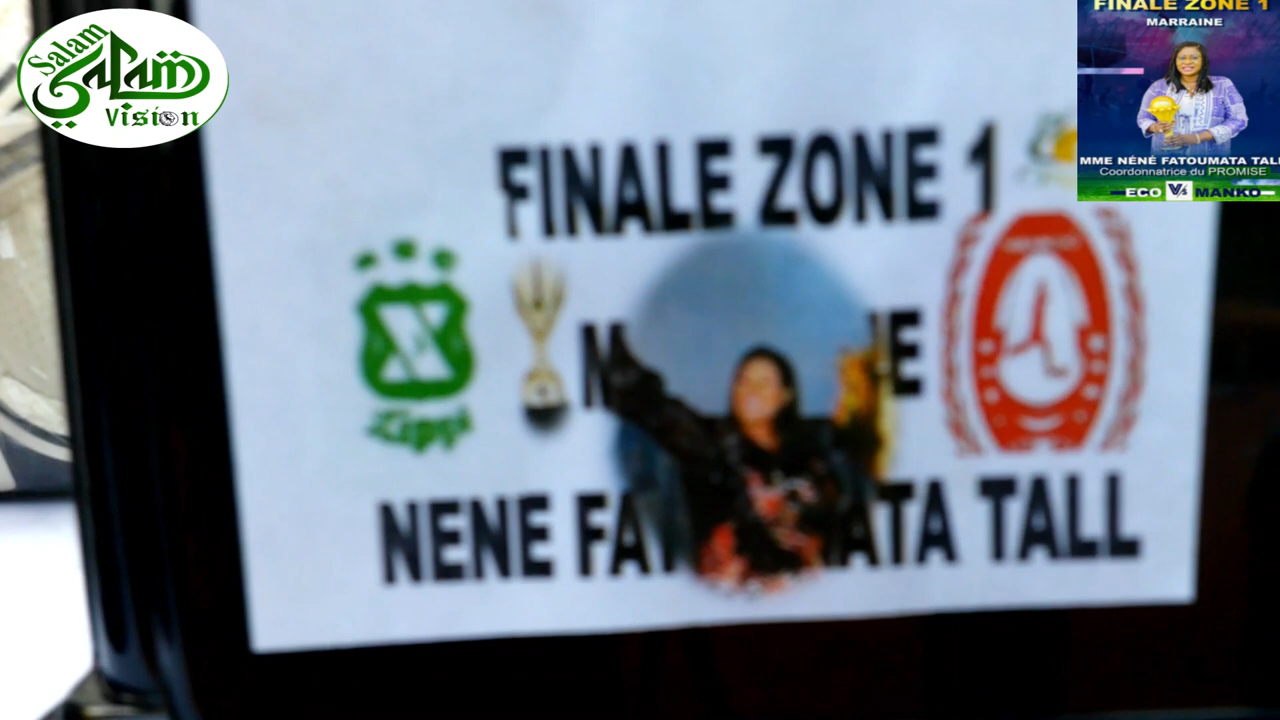 Salam
Salam
Vision
FINALE ZONE 1
MARRAINE
MME NÉNÉ FATOUMATA TALL
Coordonnatrice du PROMISE
ECO VS MANKO
FINALE ZONE 1
Zippi
NENE FA ATA TALL